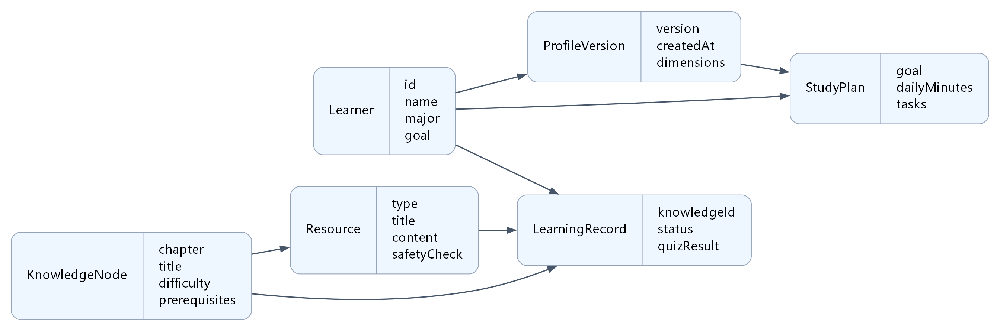 ProfileVersion
version
createdAt
dimensions
StudyPlan
goal
dailyMinutes
tasks
Learner
id
name
major
goal
Resource
type
title
content
safetyCheck
LearningRecord
knowledgeId
status
quizResult
KnowledgeNode
chapter
title
difficulty
prerequisites